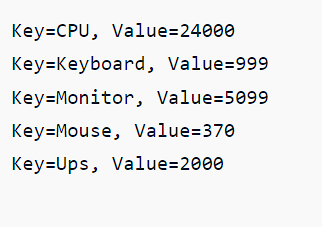 Key=CPU, Value=24000
Key=Keyboard, Value=999
Key=Monitor, Value=5099
Key=Mouse, Value=370
Key=Ups, Value=2000